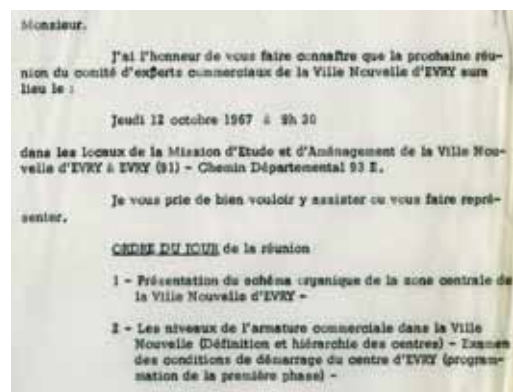 Monsieur,
J'ai l'honneur de vous faire connaître que la prochaine réu-
nion du comité d'experts commerciaux de la Ville Nouvelle d'EVRY aura
lieu le :
Jeudi 12 octobre 1967 à 9h 30
dans les locaux de la Mission d'Etude et d'Aménagement de la Ville Nou-
velle d'EVRY à EVRY (91) - Chemin Départemental 93 E.
Je vous prie de bien vouloir y assister ou vous faire repré-
senter.
ORDRE DU JOUR de la réunion
1 - Présentation du schéma organique de la zone centrale de
la Ville Nouvelle d'EVRY -
2 - Les niveaux de l'armature commerciale dans la Ville
Nouvelle (Définition et hiérarchie des centres) - Examen
des conditions de démarrage du centre d'EVRY (program-
mation de la première phase) -